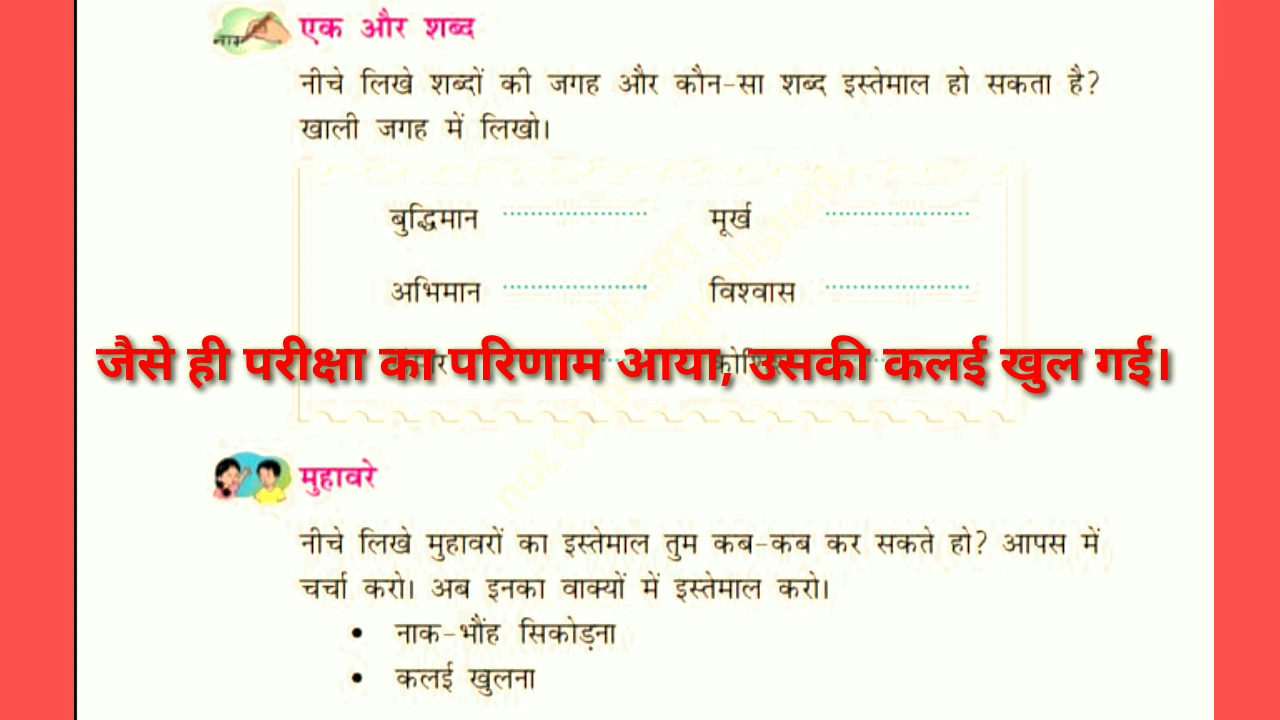 एक और शब्द
नीचे लिखे शब्दों की जगह और कौन-सा शब्द इस्तेमाल हो सकता है?
खाली जगह में लिखो।
बुद्धिमान ........................ मूर्ख ........................
अभिमान ........................ विश्वास ........................
जैसे ही परीक्षा का परिणाम आया, उसकी कलई खुल गई।
मुहावरे
नीचे लिखे मुहावरों का इस्तेमाल तुम कब-कब कर सकते हो? आपस में
चर्चा करो। अब इनका वाक्यों में इस्तेमाल करो।
• नाक-भौंह सिकोड़ना
• कलई खुलना